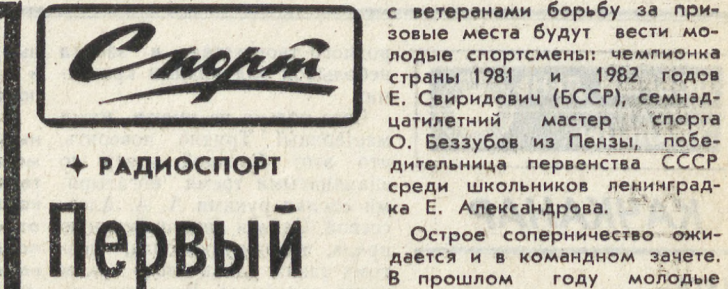 Спорт
✦ РАДИОСПОРТ
Первый
с ветеранами борьбу за при-
зовые места будут вести мо-
лодые спортсмены: чемпионка
страны 1981 и 1982 годов
Е. Свиридович (БССР), семнад-
цатилетний мастер спорта
О. Беззубов из Пензы, побе-
дительница первенства СССР
среди школьников ленинград-
ка Е. Александрова.
Острое соперничество ожи-
дается и в командном зачете.
В прошлом году молодые